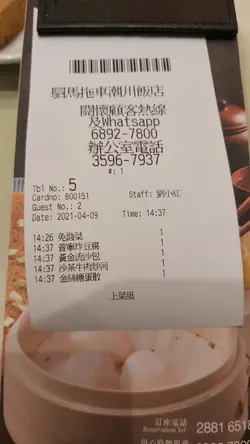 駟馬拖車潮川飯店
關懷顧客熱線
及Whatsapp
6892-7800
辦公室電話
3596-7937
#: 1
Tbl No.: 5
Cardno: 800151
Staff: 劉小紅
Guest No.: 2
Date: 2021-04-09
Time: 14:37
14:26 免鼓菜 1
14:37 普寧炸豆腐 1
14:37 黃金流沙包 1
14:37 沙茶牛肉炒河 1
14:37 金絲糖蛋散 1
上菜紙
訂座電話
Reservation Tel
2881 6518